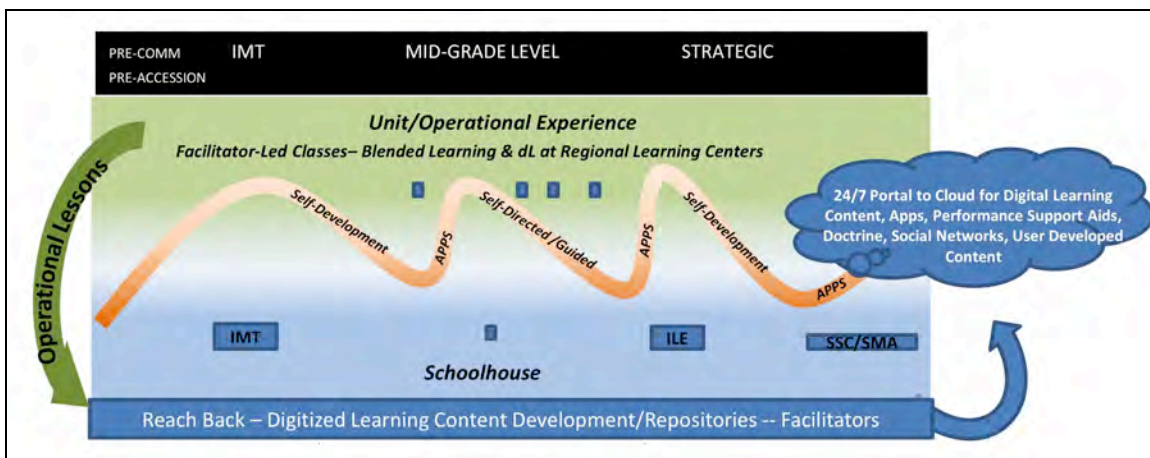 PRE-COMM IMT MID-GRADE LEVEL STRATEGIC
PRE-ACCESSION
Unit/Operational Experience
Facilitator-Led Classes– Blended Learning & dL at Regional Learning Centers
Operational Lessons
Self-Development
APPS
Self-Directed /Guided
APPS
Self-Development
APPS
24/7 Portal to Cloud for Digital Learning
Content, Apps, Performance Support Aids,
Doctrine, Social Networks, User Developed
Content
IMT
ILE
SSC/SMA
Schoolhouse
Reach Back – Digitized Learning Content Development/Repositories -- Facilitators